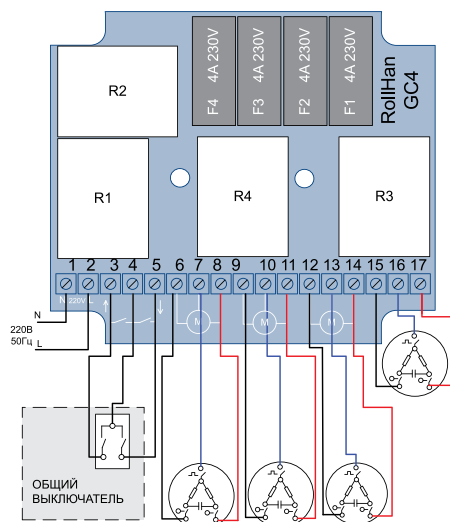 F4 4A 230V
F3 4A 230V
F2 4A 230V
F1 4A 230V
RollHan
GC4
R2
R1
R4
R3
1 2 3 4 5 6 7 8 9 10 11 12 13 14 15 16 17
N 220V L
M
M
M
N
220В
50Гц
L
ОБЩИЙ
ВЫКЛЮЧАТЕЛЬ